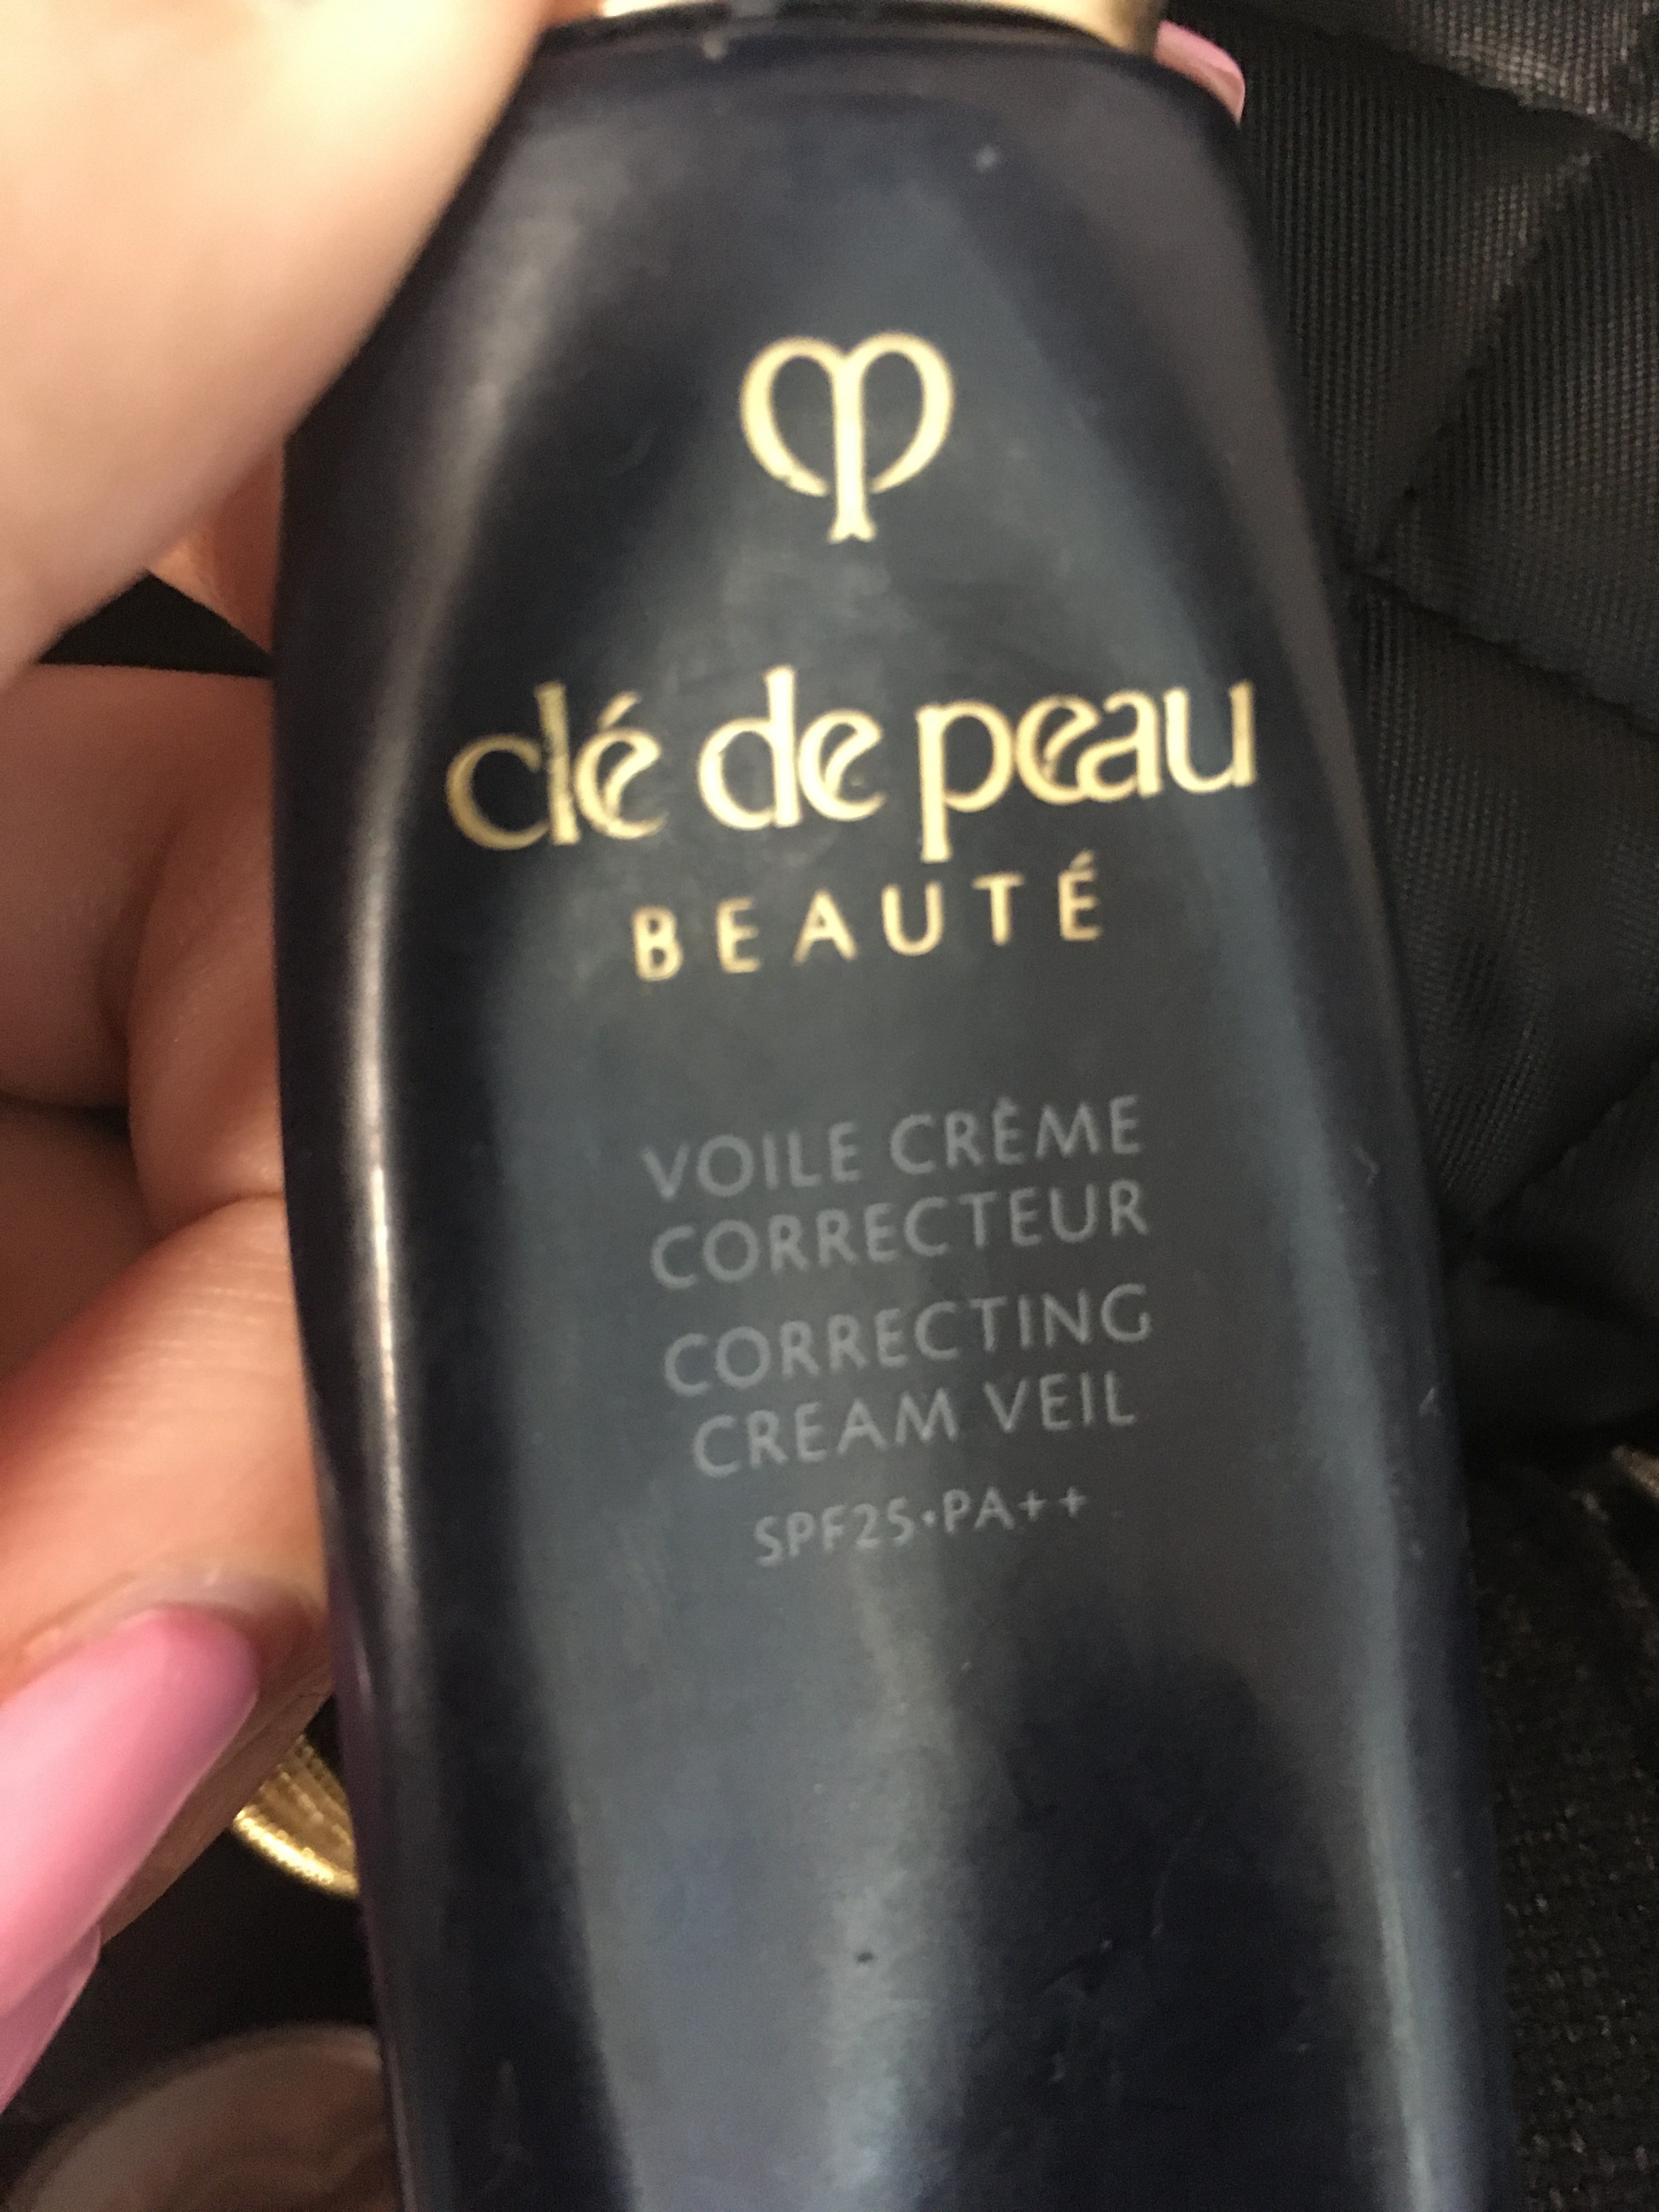 clé de peau
BEAUTÉ
VOILE CRÈME
CORRECTEUR
CORRECTING
CREAM VEIL
SPF25·PA++